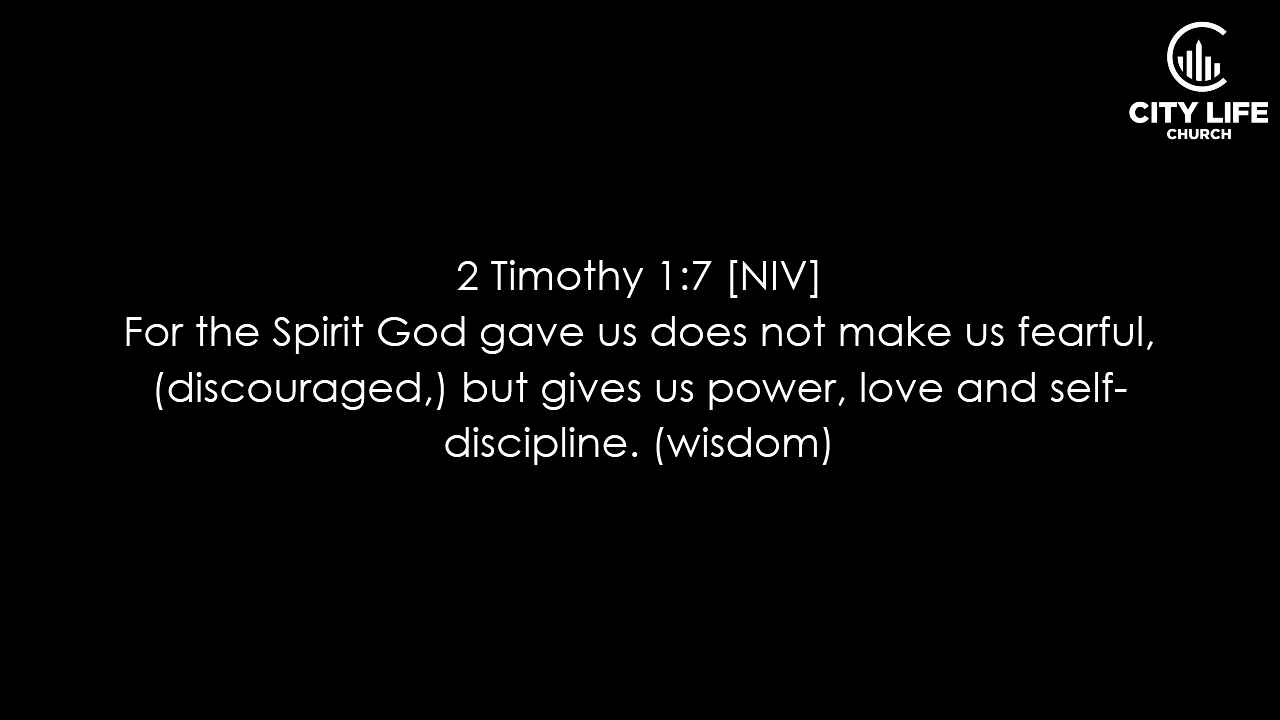 CITY LIFE
CHURCH
2 Timothy 1:7 [NIV]
For the Spirit God gave us does not make us fearful,
(discouraged,) but gives us power, love and self-
discipline. (wisdom)